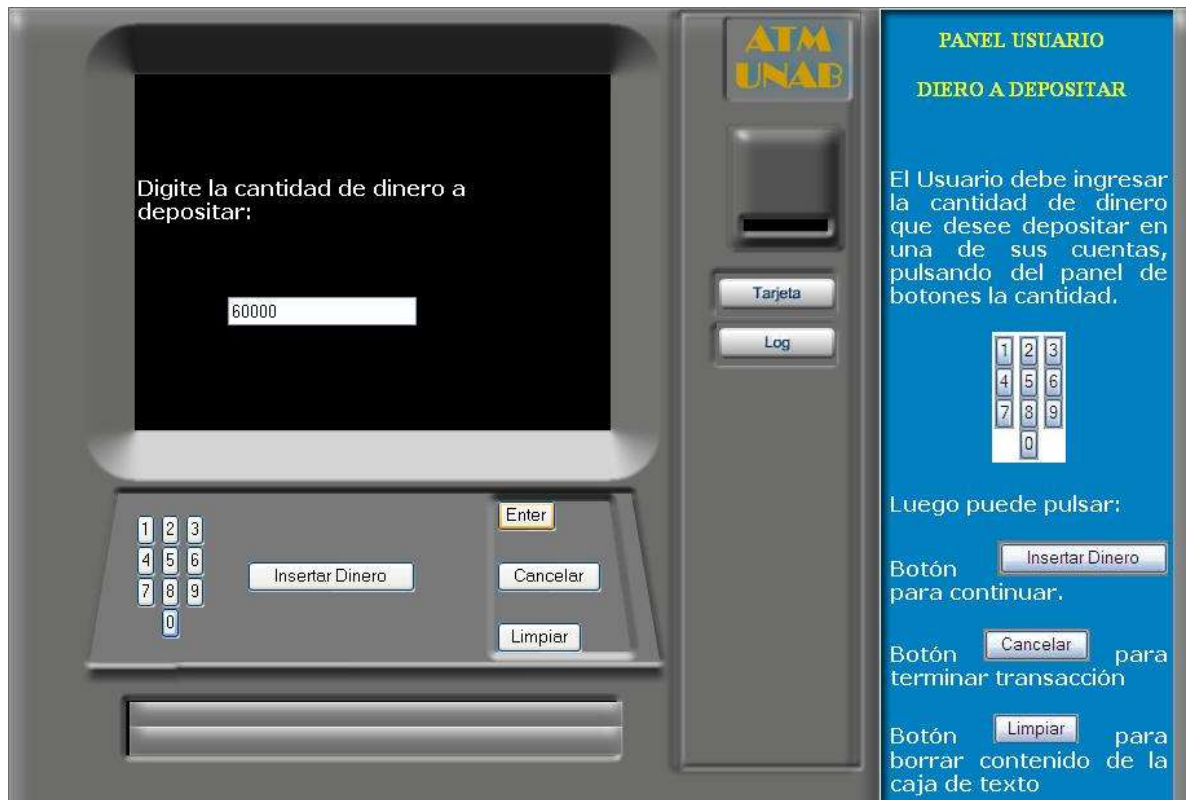 Digite la cantidad de dinero a
depositar:
60000
1 2 3
4 5 6
7 8 9
0
Insertar Dinero
Enter
Cancelar
Limpiar
ATM
UNAB
Tarjeta
Log
PANEL USUARIO
DIERO A DEPOSITAR
El Usuario debe ingresar
la cantidad de dinero
que desee depositar en
una de sus cuentas,
pulsando del panel de
botones la cantidad.
1 2 3
4 5 6
7 8 9
0
Luego puede pulsar:
Botón Insertar Dinero
para continuar.
Botón Cancelar para
terminar transacción
Botón Limpiar para
borrar contenido de la
caja de texto